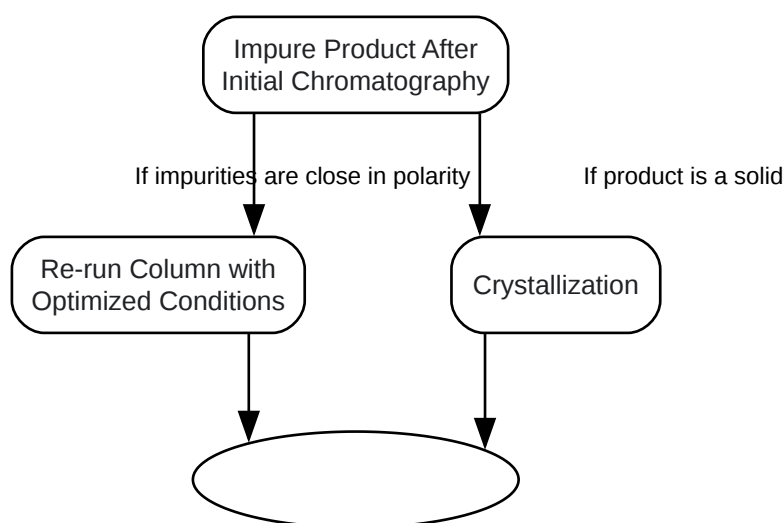 Impure Product After
Initial Chromatography
If impurities are close in polarity
If product is a solid
Re-run Column with
Optimized Conditions
Crystallization